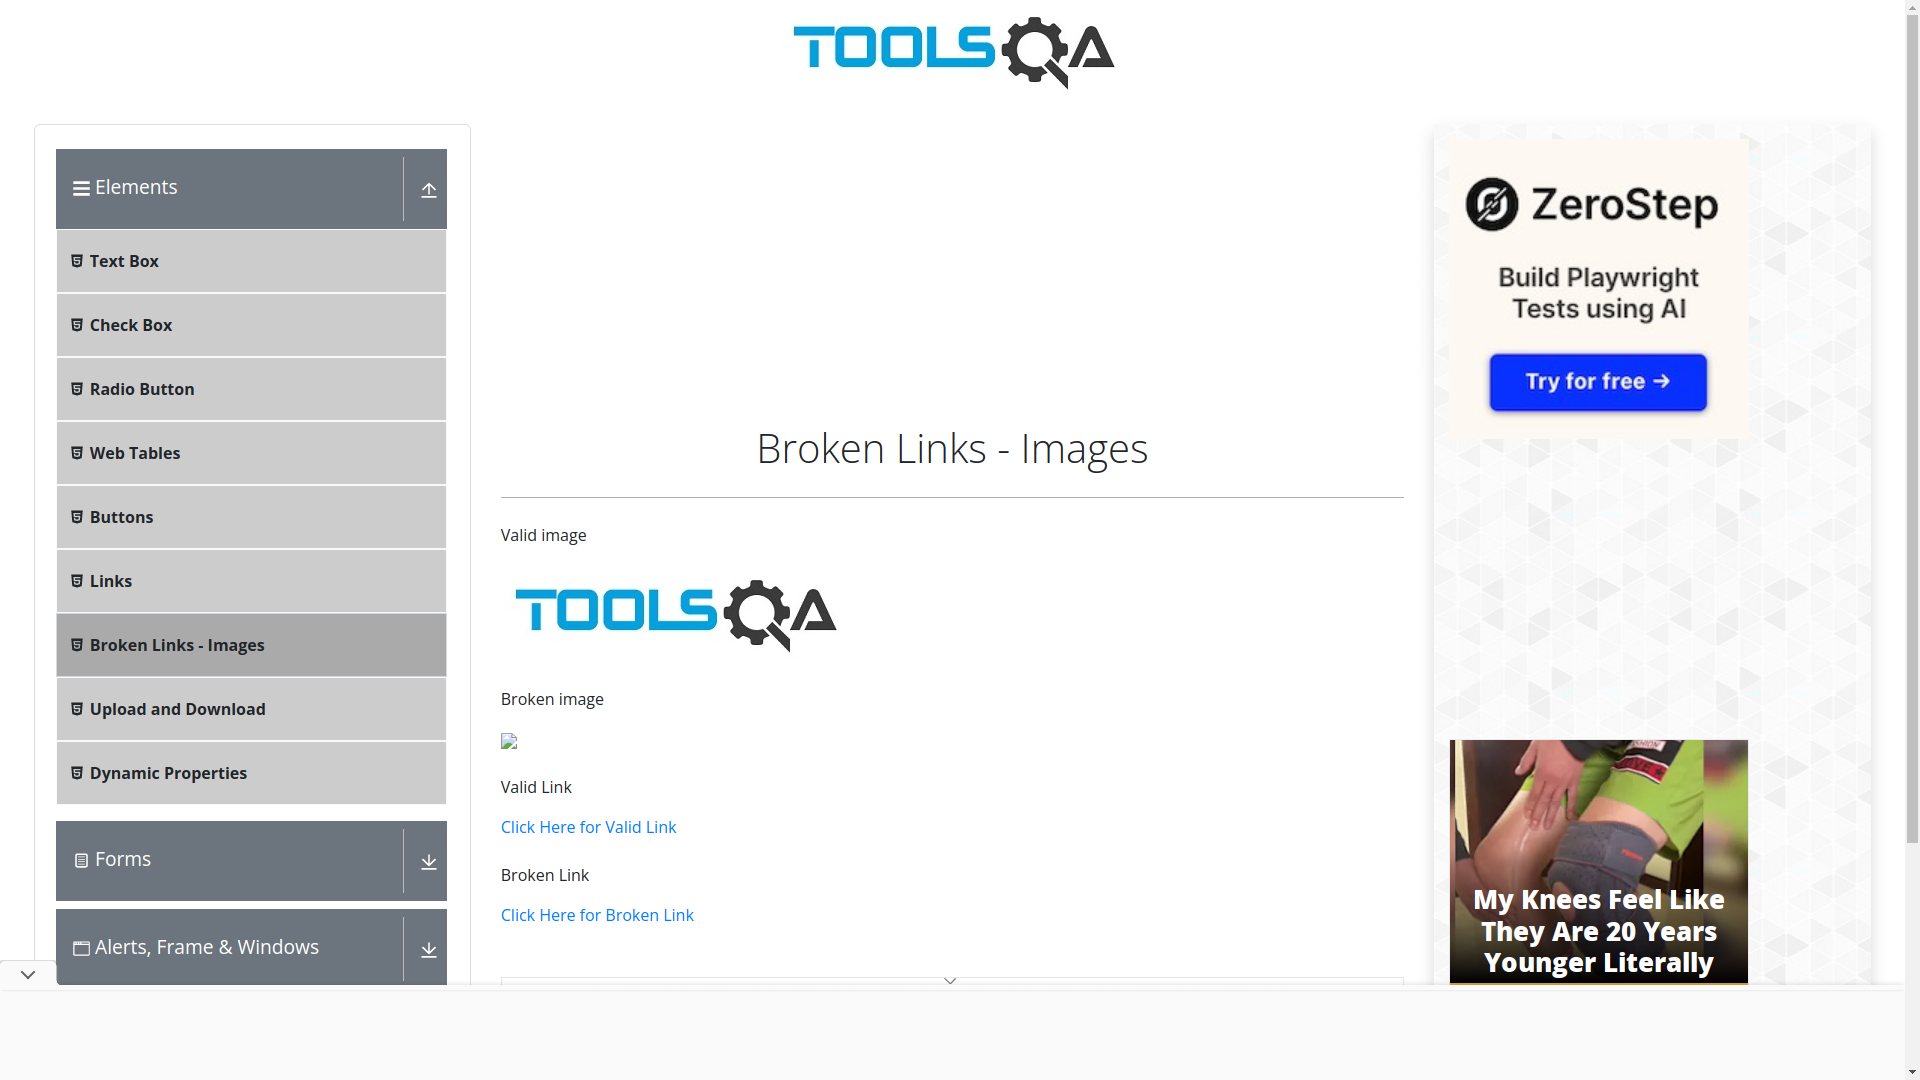 TOOLSQA
Elements
Text Box
Check Box
Radio Button
Web Tables
Buttons
Links
Broken Links - Images
Upload and Download
Dynamic Properties
Forms
Alerts, Frame & Windows
Broken Links - Images
Valid image
TOOLSQA
Broken image
Valid Link
Click Here for Valid Link
Broken Link
Click Here for Broken Link
ZeroStep
Build Playwright
Tests using AI
Try for free →
My Knees Feel Like
They Are 20 Years
Younger Literally